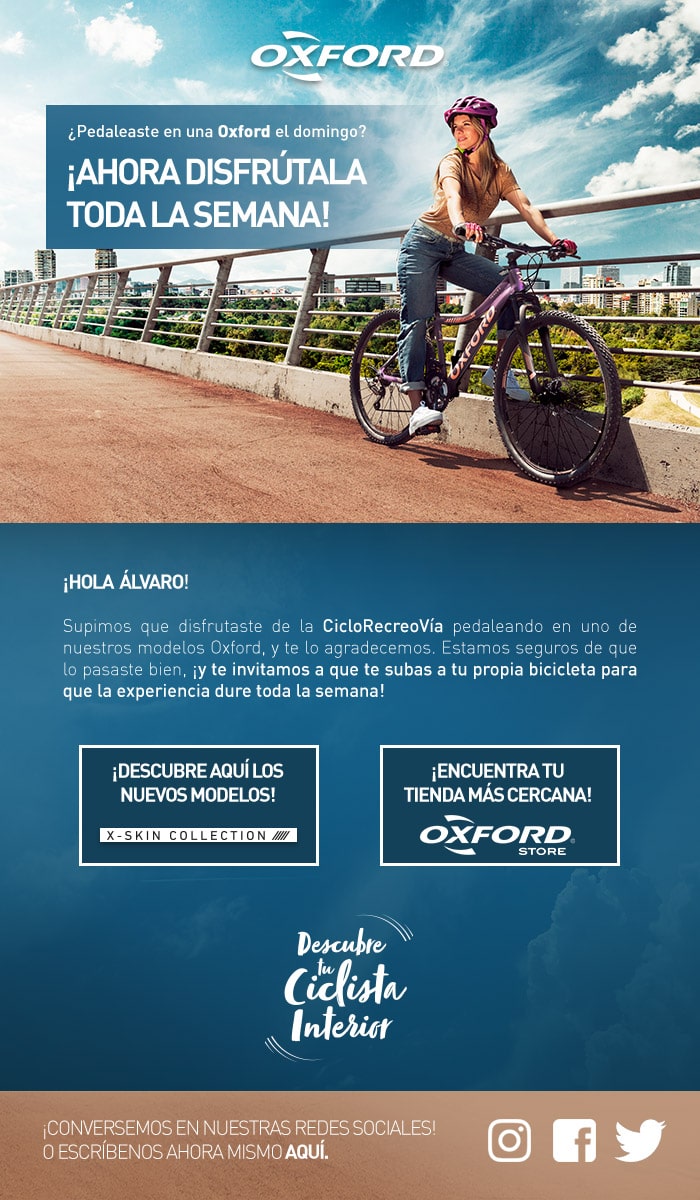 OXFORD
¿Pedaleaste en una Oxford el domingo?
¡AHORA DISFRÚTALA
TODA LA SEMANA!
OXFORD
¡HOLA ÁLVARO!
Supimos que disfrutaste de la CicloRecreoVía pedaleando en uno de
nuestros modelos Oxford, y te lo agradecemos. Estamos seguros de que
lo pasaste bien, ¡y te invitamos a que te subas a tu propia bicicleta para
que la experiencia dure toda la semana!
¡DESCUBRE AQUÍ LOS
NUEVOS MODELOS!
X-SKIN COLLECTION
¡ENCUENTRA TU
TIENDA MÁS CERCANA!
OXFORD®
STORE
Descubre
tu
Ciclista
Interior
¡CONVERSEMOS EN NUESTRAS REDES SOCIALES!
O ESCRÍBENOS AHORA MISMO AQUÍ.